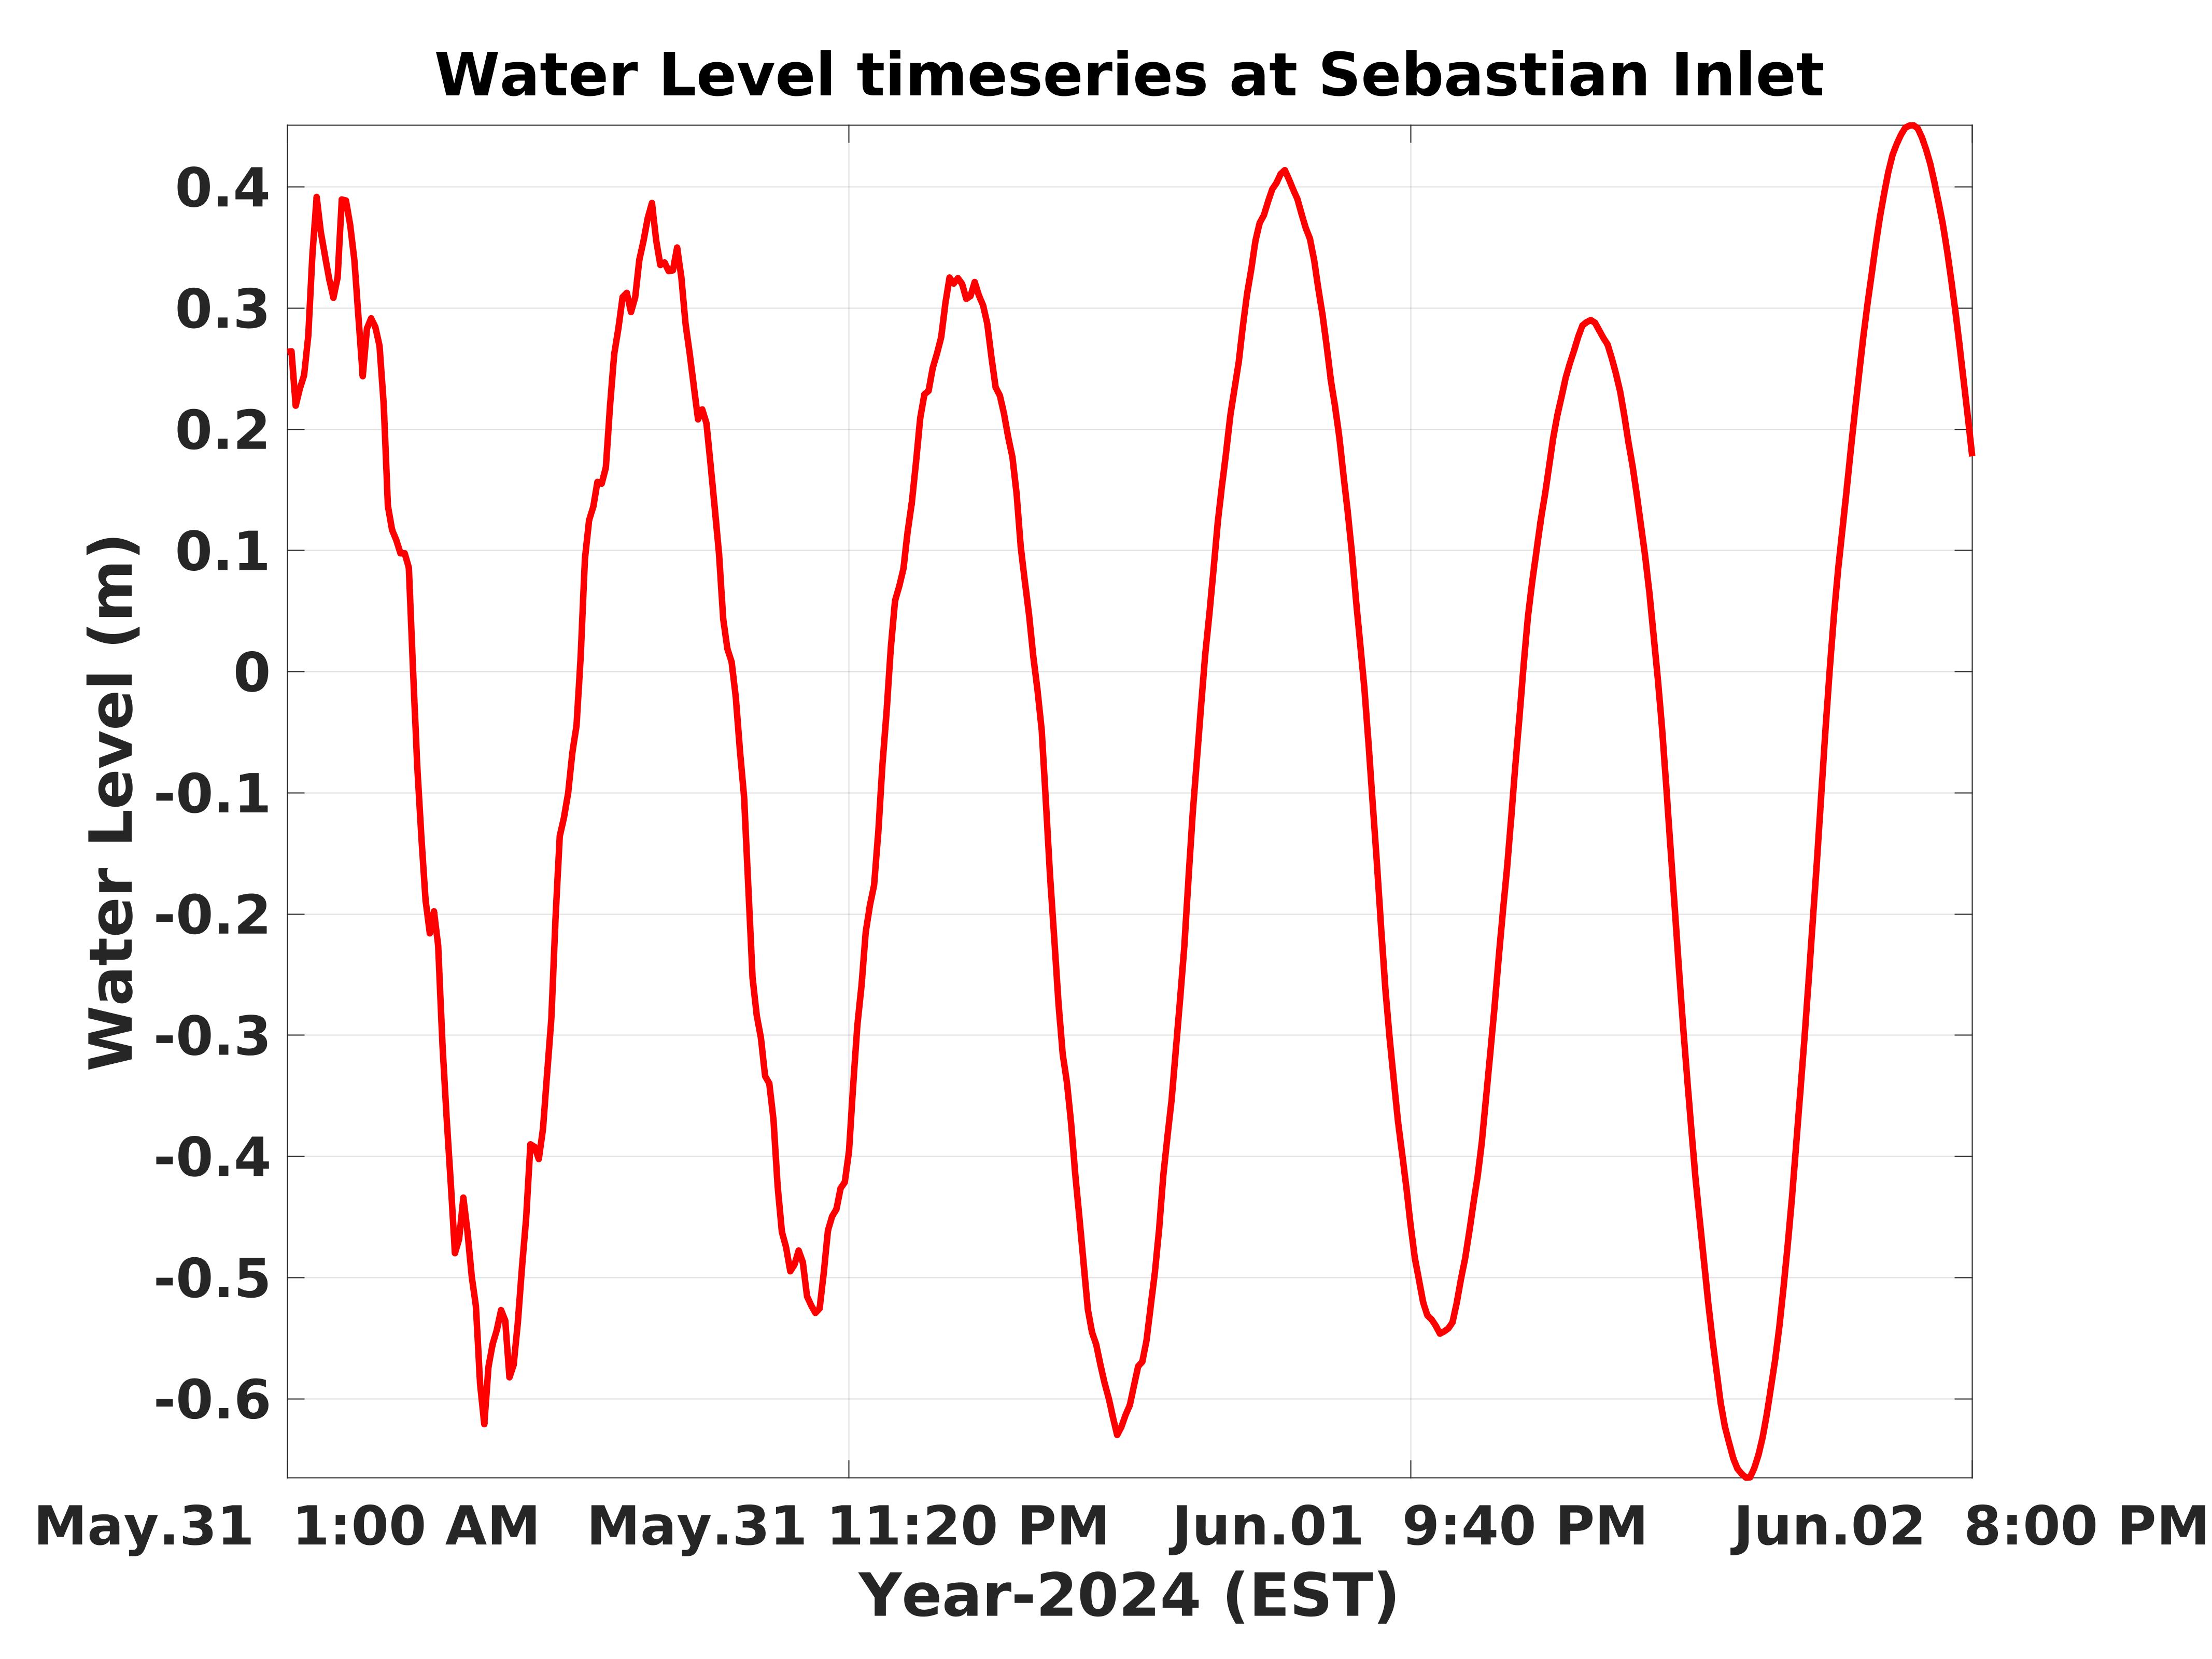 Water Level timeseries at Sebastian Inlet
Water Level (m)
0.4
0.3
0.2
0.1
0
-0.1
-0.2
-0.3
-0.4
-0.5
-0.6
May.31 1:00 AM
May.31 11:20 PM
Jun.01 9:40 PM
Jun.02 8:00 PM
Year-2024 (EST)